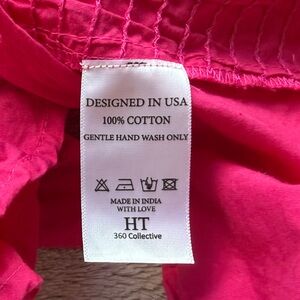 DESIGNED IN USA
100% COTTON
GENTLE HAND WASH ONLY
MADE IN INDIA
WITH LOVE
HT
360 Collective